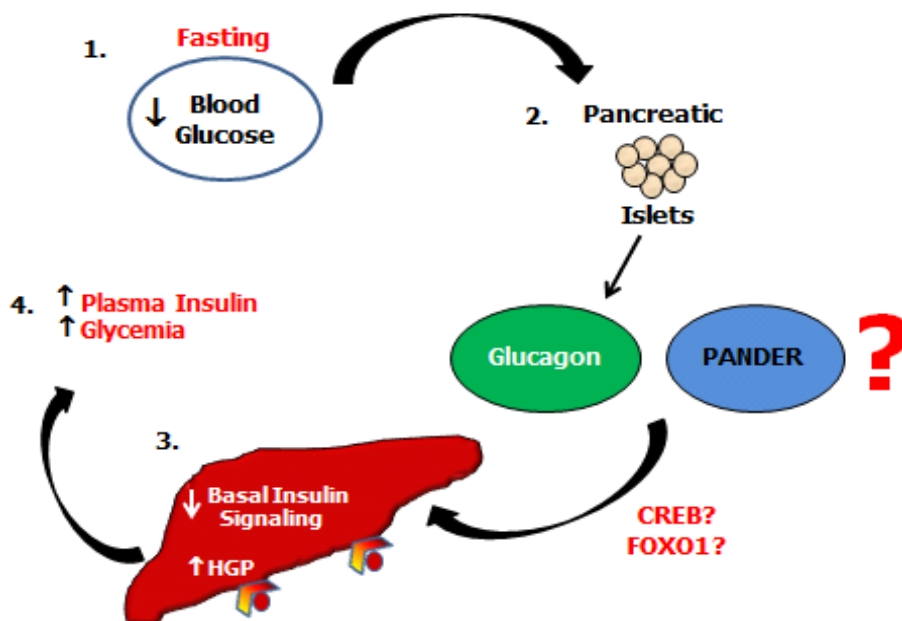 1.
Fasting
↓ Blood
Glucose
2. Pancreatic
Islets
Glucagon
PANDER
?
CREB?
FOXO1?
3.
↓ Basal Insulin
Signaling
↑ HGP
4. ↑ Plasma Insulin
↑ Glycemia